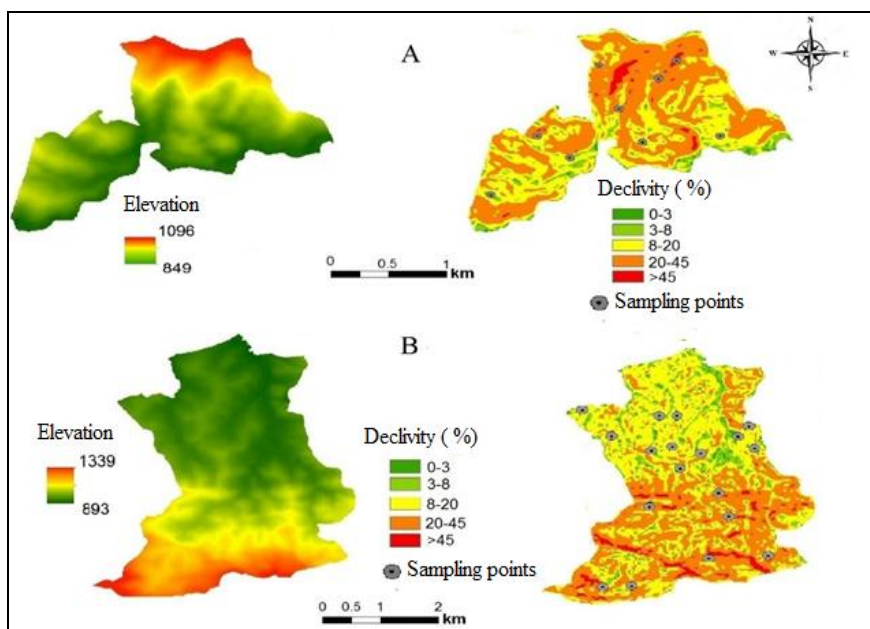 A
N
W E
S
Elevation
1096
849
0 0.5 1
km
Declivity ( %)
0-3
3-8
8-20
20-45
>45
Sampling points
B
Elevation
1339
893
Declivity ( %)
0-3
3-8
8-20
20-45
>45
Sampling points
0 0.5 1 2
km